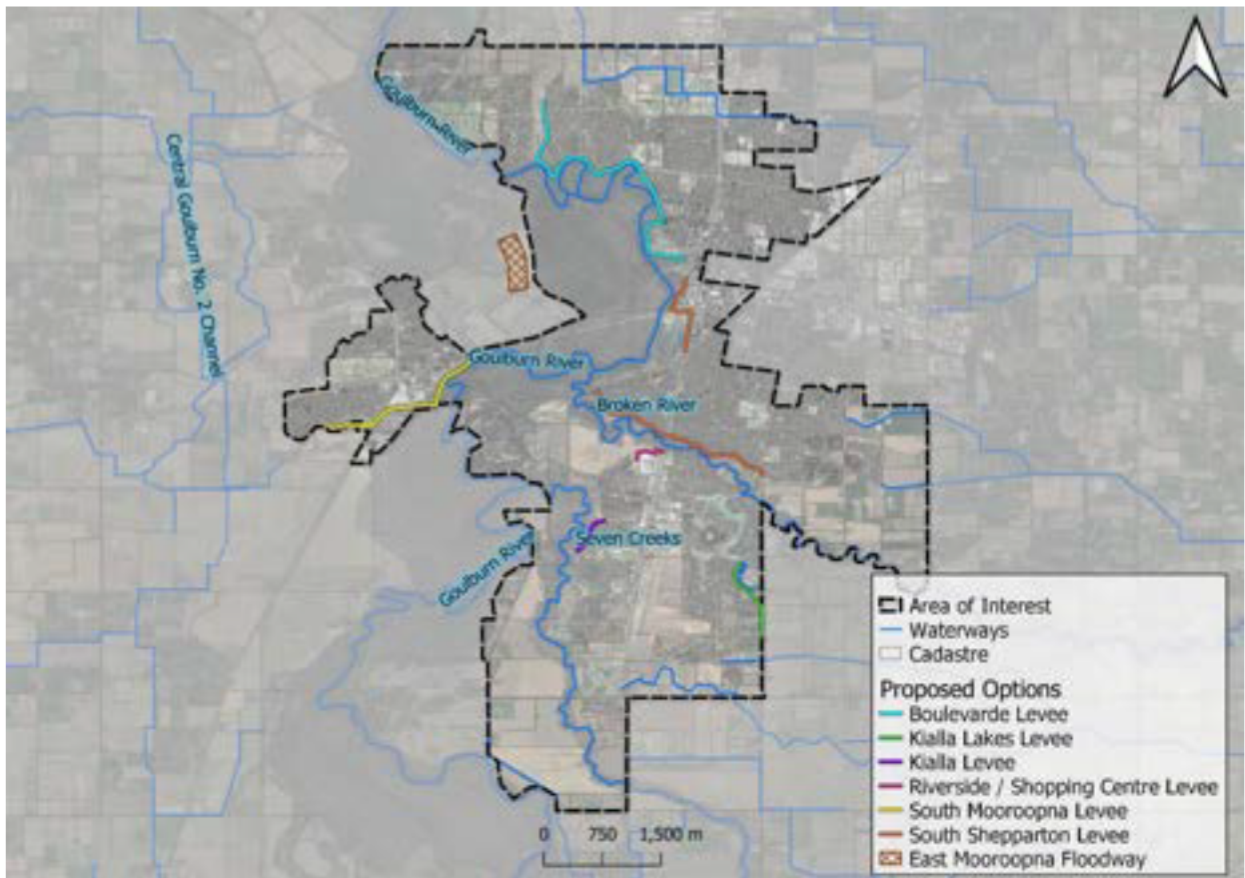 Goulburn River
Central Goulburn No. 2 Channel
Goulburn River
Broken River
Seven Creeks
Goulburn River
Area of Interest
Waterways
Cadastre
Proposed Options
Boulevarde Levee
Kialla Lakes Levee
Kialla Levee
Riverside / Shopping Centre Levee
South Mooroopna Levee
South Shepparton Levee
East Mooroopna Floodway
0 750 1,500 m